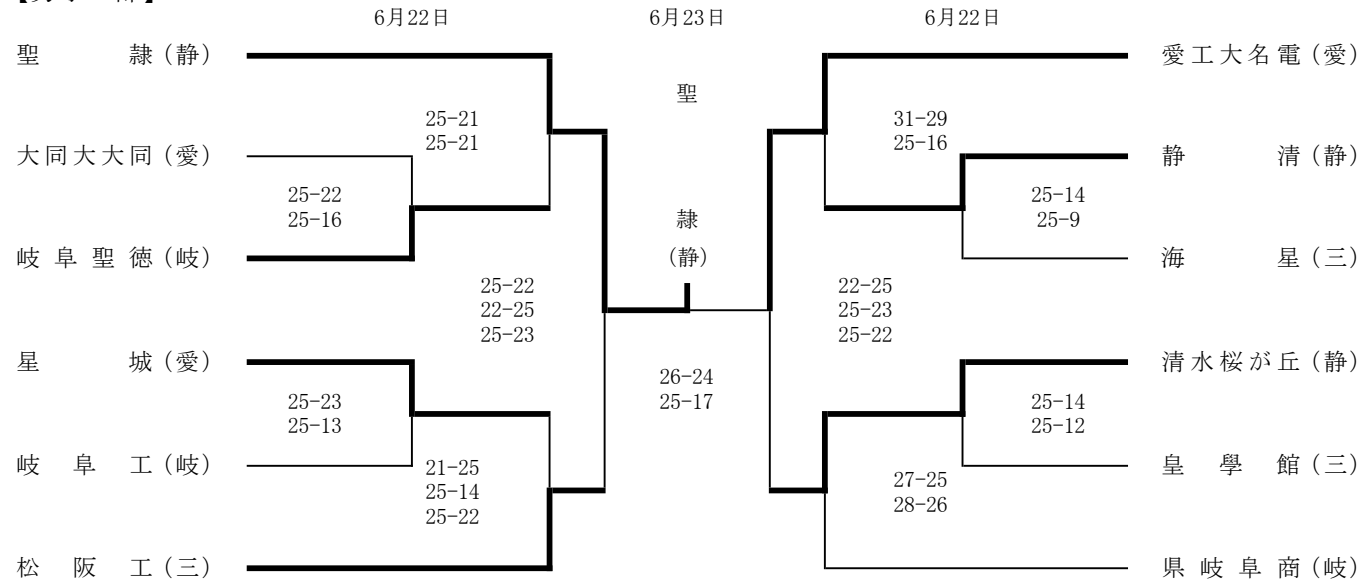 6月22日 6月23日 6月22日
聖隷(静)
愛工大名電(愛)
聖隷(静)
25-21
25-21
31-29
25-16
大同大大同(愛)
静清(静)
25-22
25-16
25-14
25-9
岐阜聖徳(岐)
海星(三)
25-22
22-25
25-23
22-25
25-23
25-22
星城(愛)
清水桜が丘(静)
26-24
25-17
25-23
25-13
25-14
25-12
岐阜工(岐)
皇學館(三)
21-25
25-14
25-22
27-25
28-26
松阪工(三)
県岐阜商(岐)